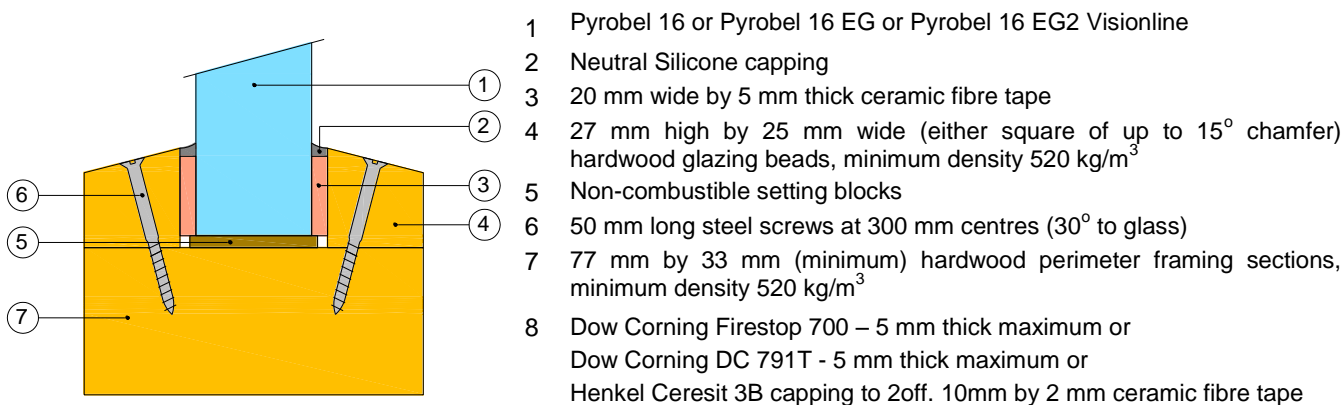 1 Pyrobel 16 or Pyrobel 16 EG or Pyrobel 16 EG2 Visionline
2 Neutral Silicone capping
3 20 mm wide by 5 mm thick ceramic fibre tape
4 27 mm high by 25 mm wide (either square of up to 15° chamfer)
hardwood glazing beads, minimum density 520 kg/m³
5 Non-combustible setting blocks
6 50 mm long steel screws at 300 mm centres (30° to glass)
7 77 mm by 33 mm (minimum) hardwood perimeter framing sections,
minimum density 520 kg/m³
8 Dow Corning Firestop 700 – 5 mm thick maximum or
Dow Corning DC 791T - 5 mm thick maximum or
Henkel Ceresit 3B capping to 2off. 10mm by 2 mm ceramic fibre tape
1
2
3
6
4
5
7